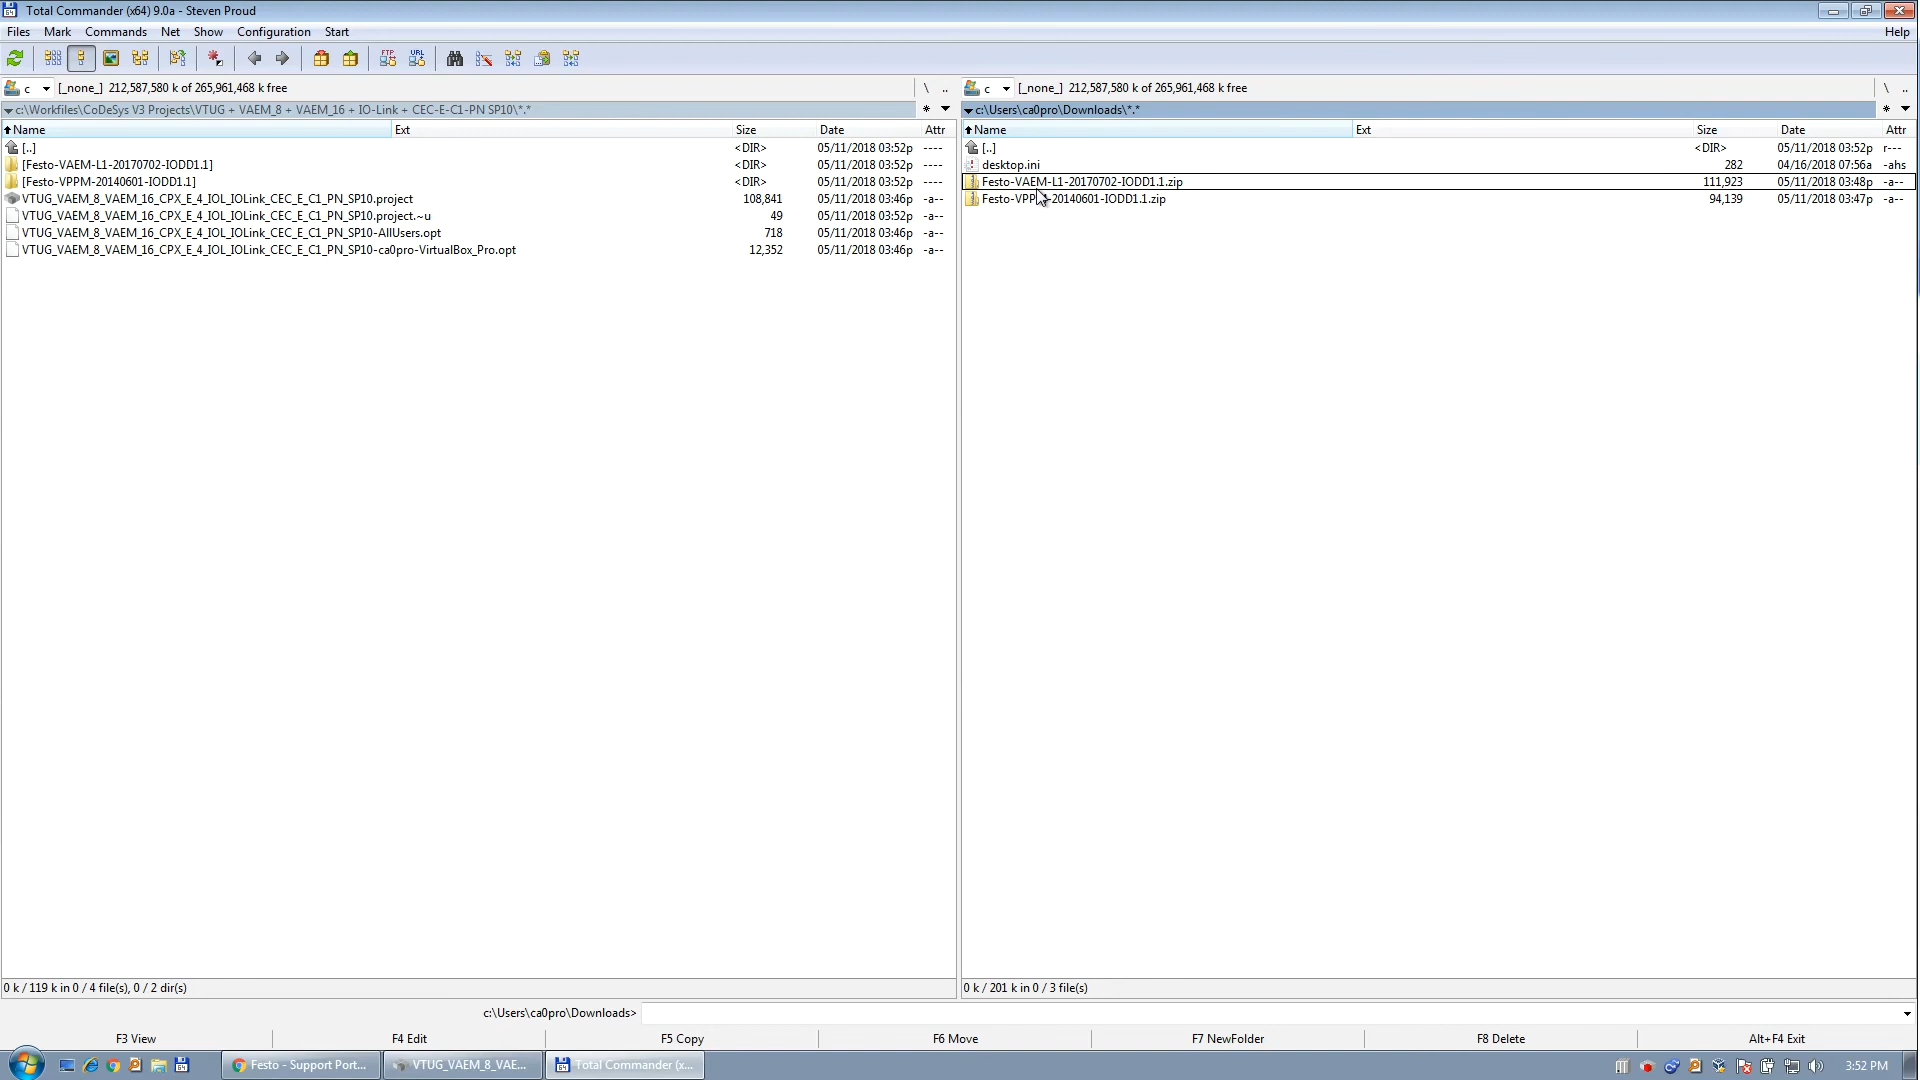 Total Commander (x64) 9.0a - Steven Proud
Files Mark Commands Net Show Configuration Start Help
FTP URL
c [_none_] 212,587,580 k of 265,961,468 k free \ ..
c:\Workfiles\CoDeSys V3 Projects\VTUG + VAEM_8 + VAEM_16 + IO-Link + CEC-E-C1-PN SP10\*.* *
Name Ext Size Date Attr
[..] <DIR> 05/11/2018 03:52p ----
[Festo-VAEM-L1-20170702-IODD1.1] <DIR> 05/11/2018 03:52p ----
[Festo-VPPM-20140601-IODD1.1] <DIR> 05/11/2018 03:52p ----
VTUG_VAEM_8_VAEM_16_CPX_E_4_IOL_IOLink_CEC_E_C1_PN_SP10.project 108,841 05/11/2018 03:46p -a--
VTUG_VAEM_8_VAEM_16_CPX_E_4_IOL_IOLink_CEC_E_C1_PN_SP10.project.~u 49 05/11/2018 03:52p -a--
VTUG_VAEM_8_VAEM_16_CPX_E_4_IOL_IOLink_CEC_E_C1_PN_SP10-AllUsers.opt 718 05/11/2018 03:46p -a--
VTUG_VAEM_8_VAEM_16_CPX_E_4_IOL_IOLink_CEC_E_C1_PN_SP10-ca0pro-VirtualBox_Pro.opt 12,352 05/11/2018 03:46p -a--
0 k / 119 k in 0 / 4 file(s), 0 / 2 dir(s)
c [_none_] 212,587,580 k of 265,961,468 k free \ ..
c:\Users\ca0pro\Downloads\*.* *
Name Ext Size Date Attr
[..] <DIR> 05/11/2018 03:52p r---
desktop.ini 282 04/16/2018 07:56a -ahs
Festo-VAEM-L1-20170702-IODD1.1.zip 111,923 05/11/2018 03:48p -a--
Festo-VPPM-20140601-IODD1.1.zip 94,139 05/11/2018 03:47p -a--
0 k / 201 k in 0 / 3 file(s)
c:\Users\ca0pro\Downloads>
F3 View F4 Edit F5 Copy F6 Move F7 NewFolder F8 Delete Alt+F4 Exit
Festo - Support Port... VTUG_VAEM_8_VAE... Total Commander (x... 3:52 PM